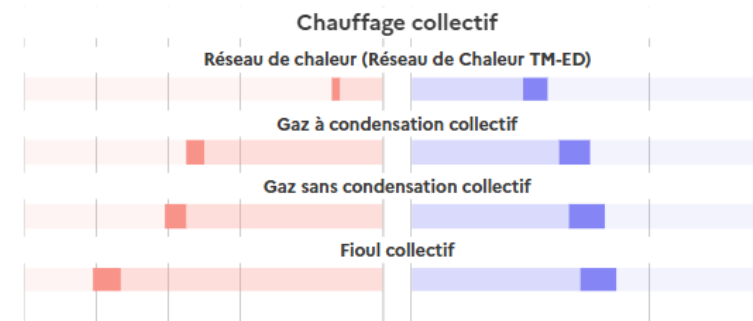 Chauffage collectif
Réseau de chaleur (Réseau de Chaleur TM-ED)
Gaz à condensation collectif
Gaz sans condensation collectif
Fioul collectif